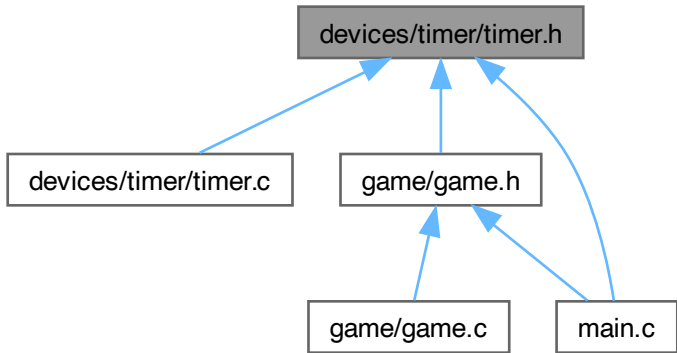 devices/timer/timer.h
devices/timer/timer.c
game/game.h
game/game.c
main.c